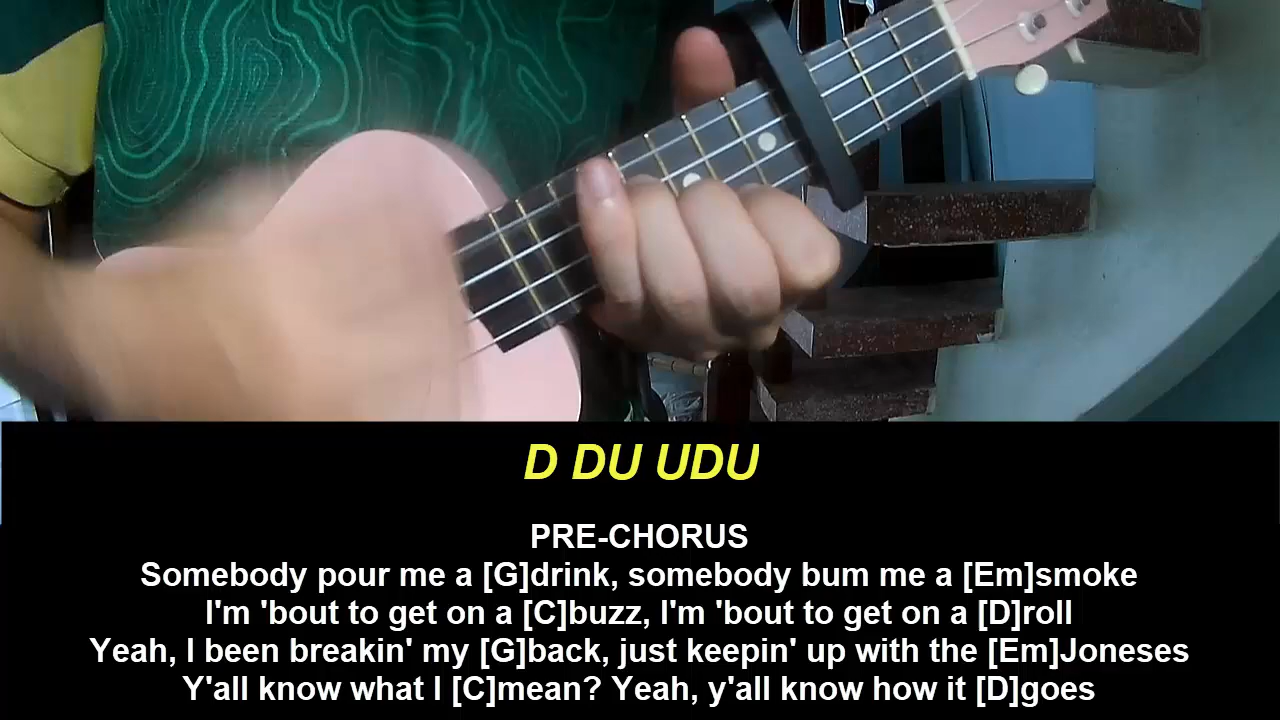 D DU UDU
PRE-CHORUS
Somebody pour me a [G]drink, somebody bum me a [Em]smoke
I'm 'bout to get on a [C]buzz, I'm 'bout to get on a [D]roll
Yeah, I been breakin' my [G]back, just keepin' up with the [Em]Joneses
Y'all know what I [C]mean? Yeah, y'all know how it [D]goes